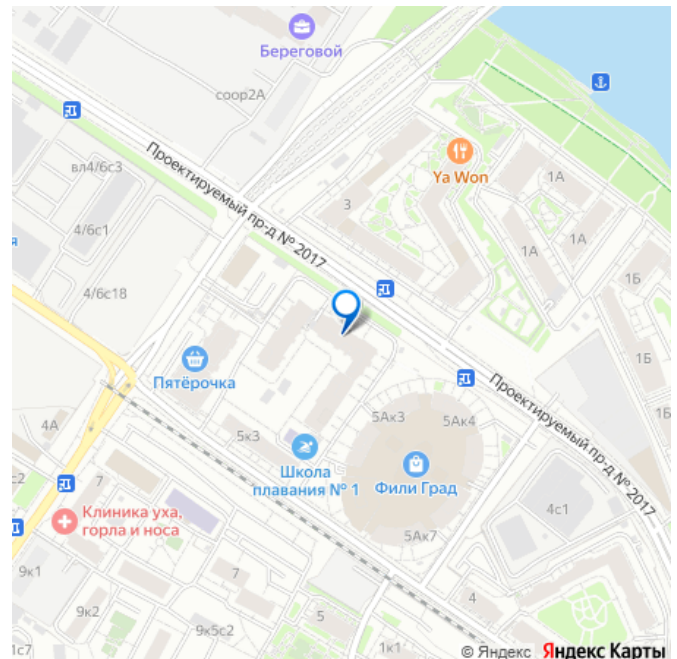 Береговой
соор2А
вл4/6с3
Проектируемый пр-д № 2017
Ya Won
1А
3
4/6с1
я
1А
1А
1Б
4/6с18
1Б
Пятёрочка
Проектируемый пр-д № 2017
1Б
5Ак3
5Ак4
4А
5к3
Школа
плавания № 1
Фили Град
с2
7
Клиника уха,
горла и носа
4с1
5Ак7
9к1
7
4
9к2
5
9к5с2
1к1
1с7
© Яндекс Яндекс Карты